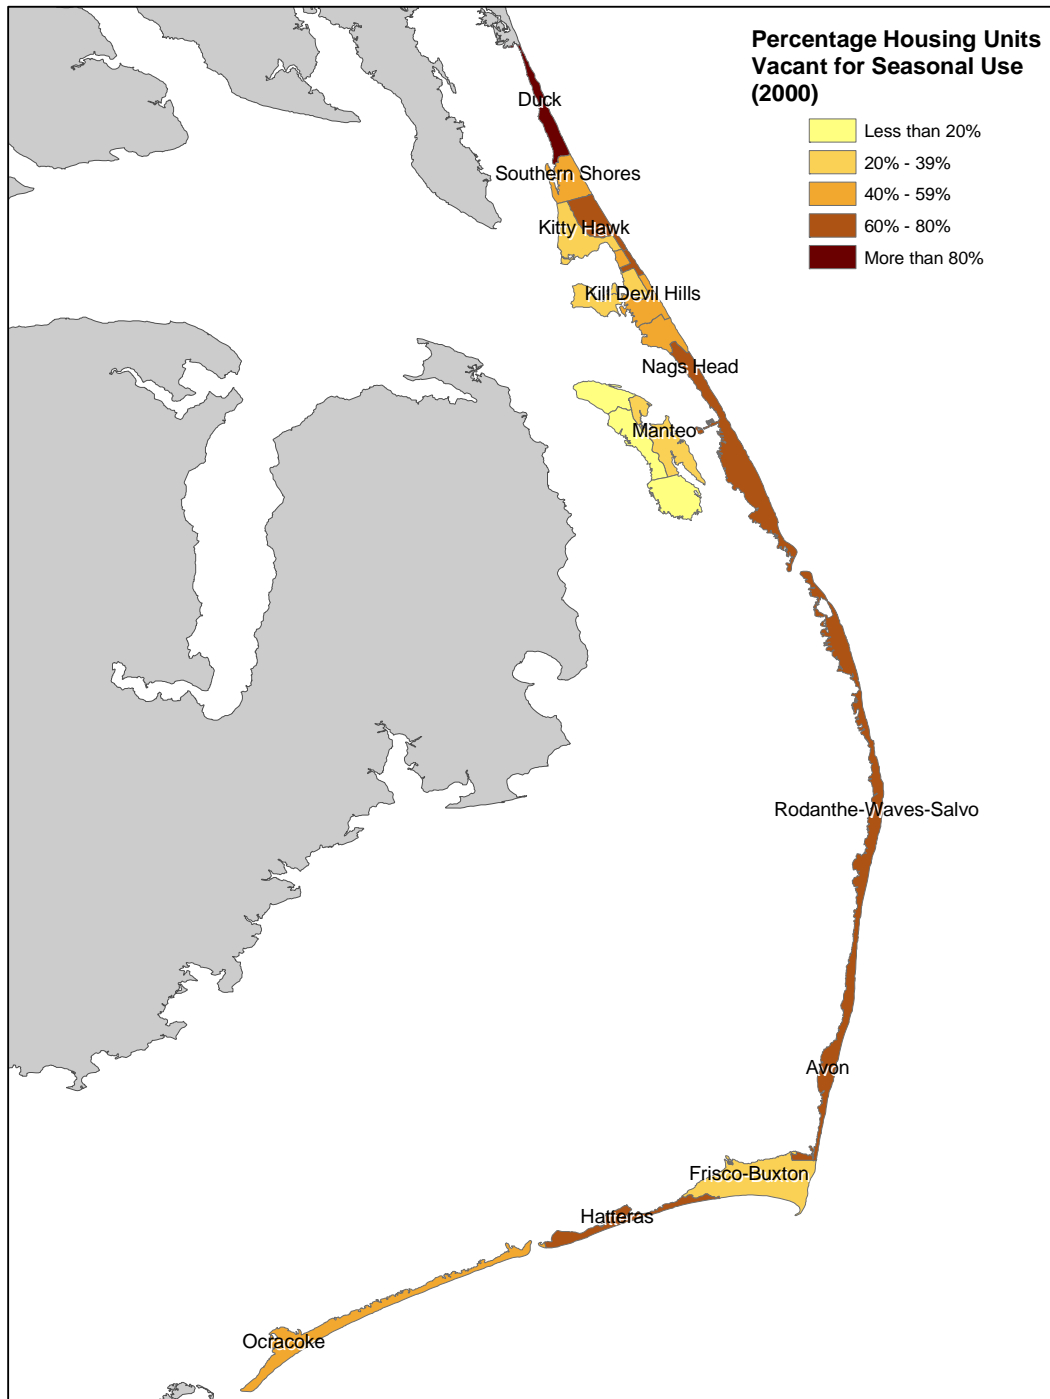 Percentage Housing Units
Vacant for Seasonal Use
(2000)
Less than 20%
20% - 39%
40% - 59%
60% - 80%
More than 80%
Duck
Southern Shores
Kitty Hawk
Kill Devil Hills
Nags Head
Manteo
Rodanthe-Waves-Salvo
Avon
Frisco-Buxton
Hatteras
Ocracoke